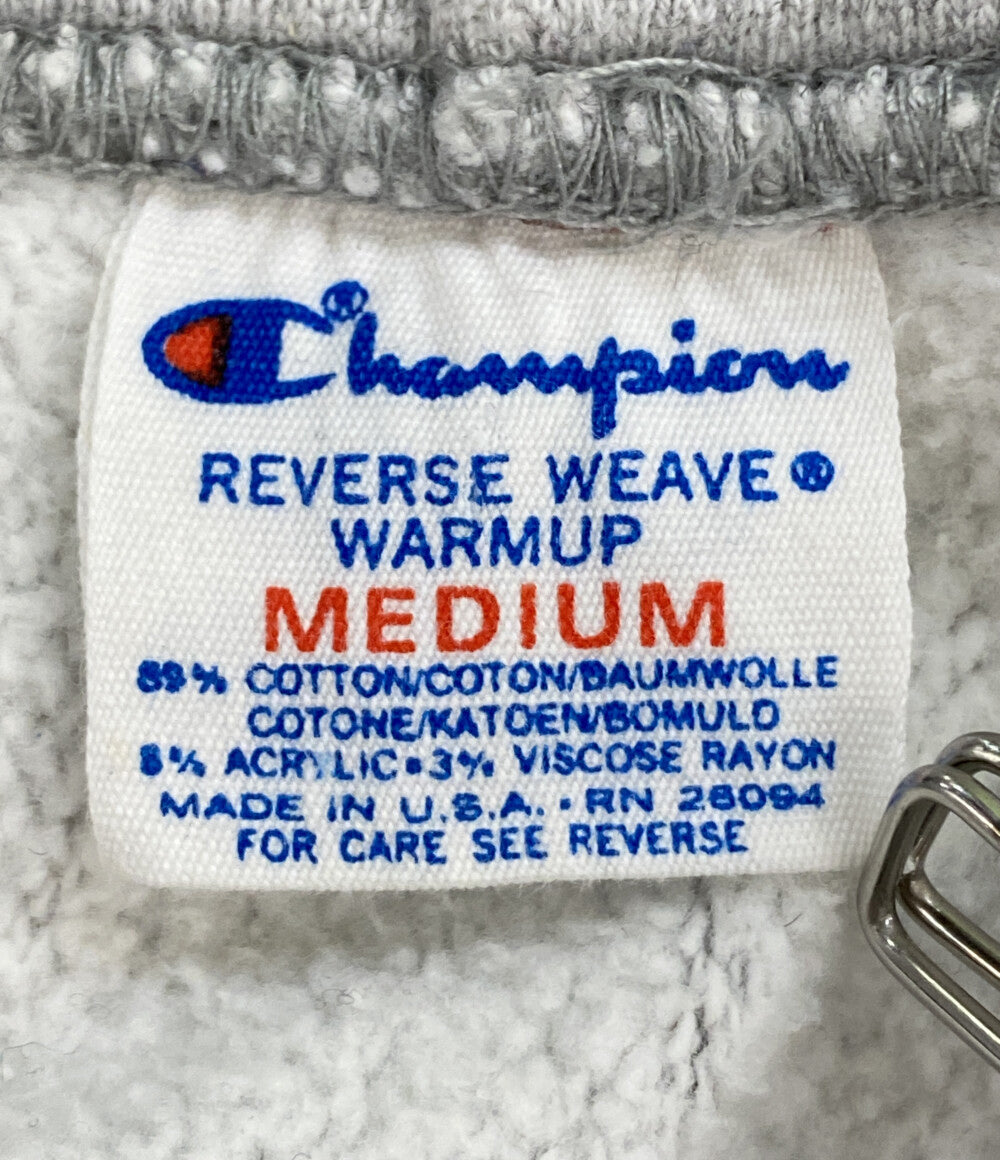 Champion®
REVERSE WEAVE®
WARMUP
MEDIUM
89% COTTON/COTON/BAUMWOLLE
COTONE/KATOEN/BOMULD
8% ACRYLIC•3% VISCOSE RAYON
MADE IN U.S.A. • RN 26094
FOR CARE SEE REVERSE